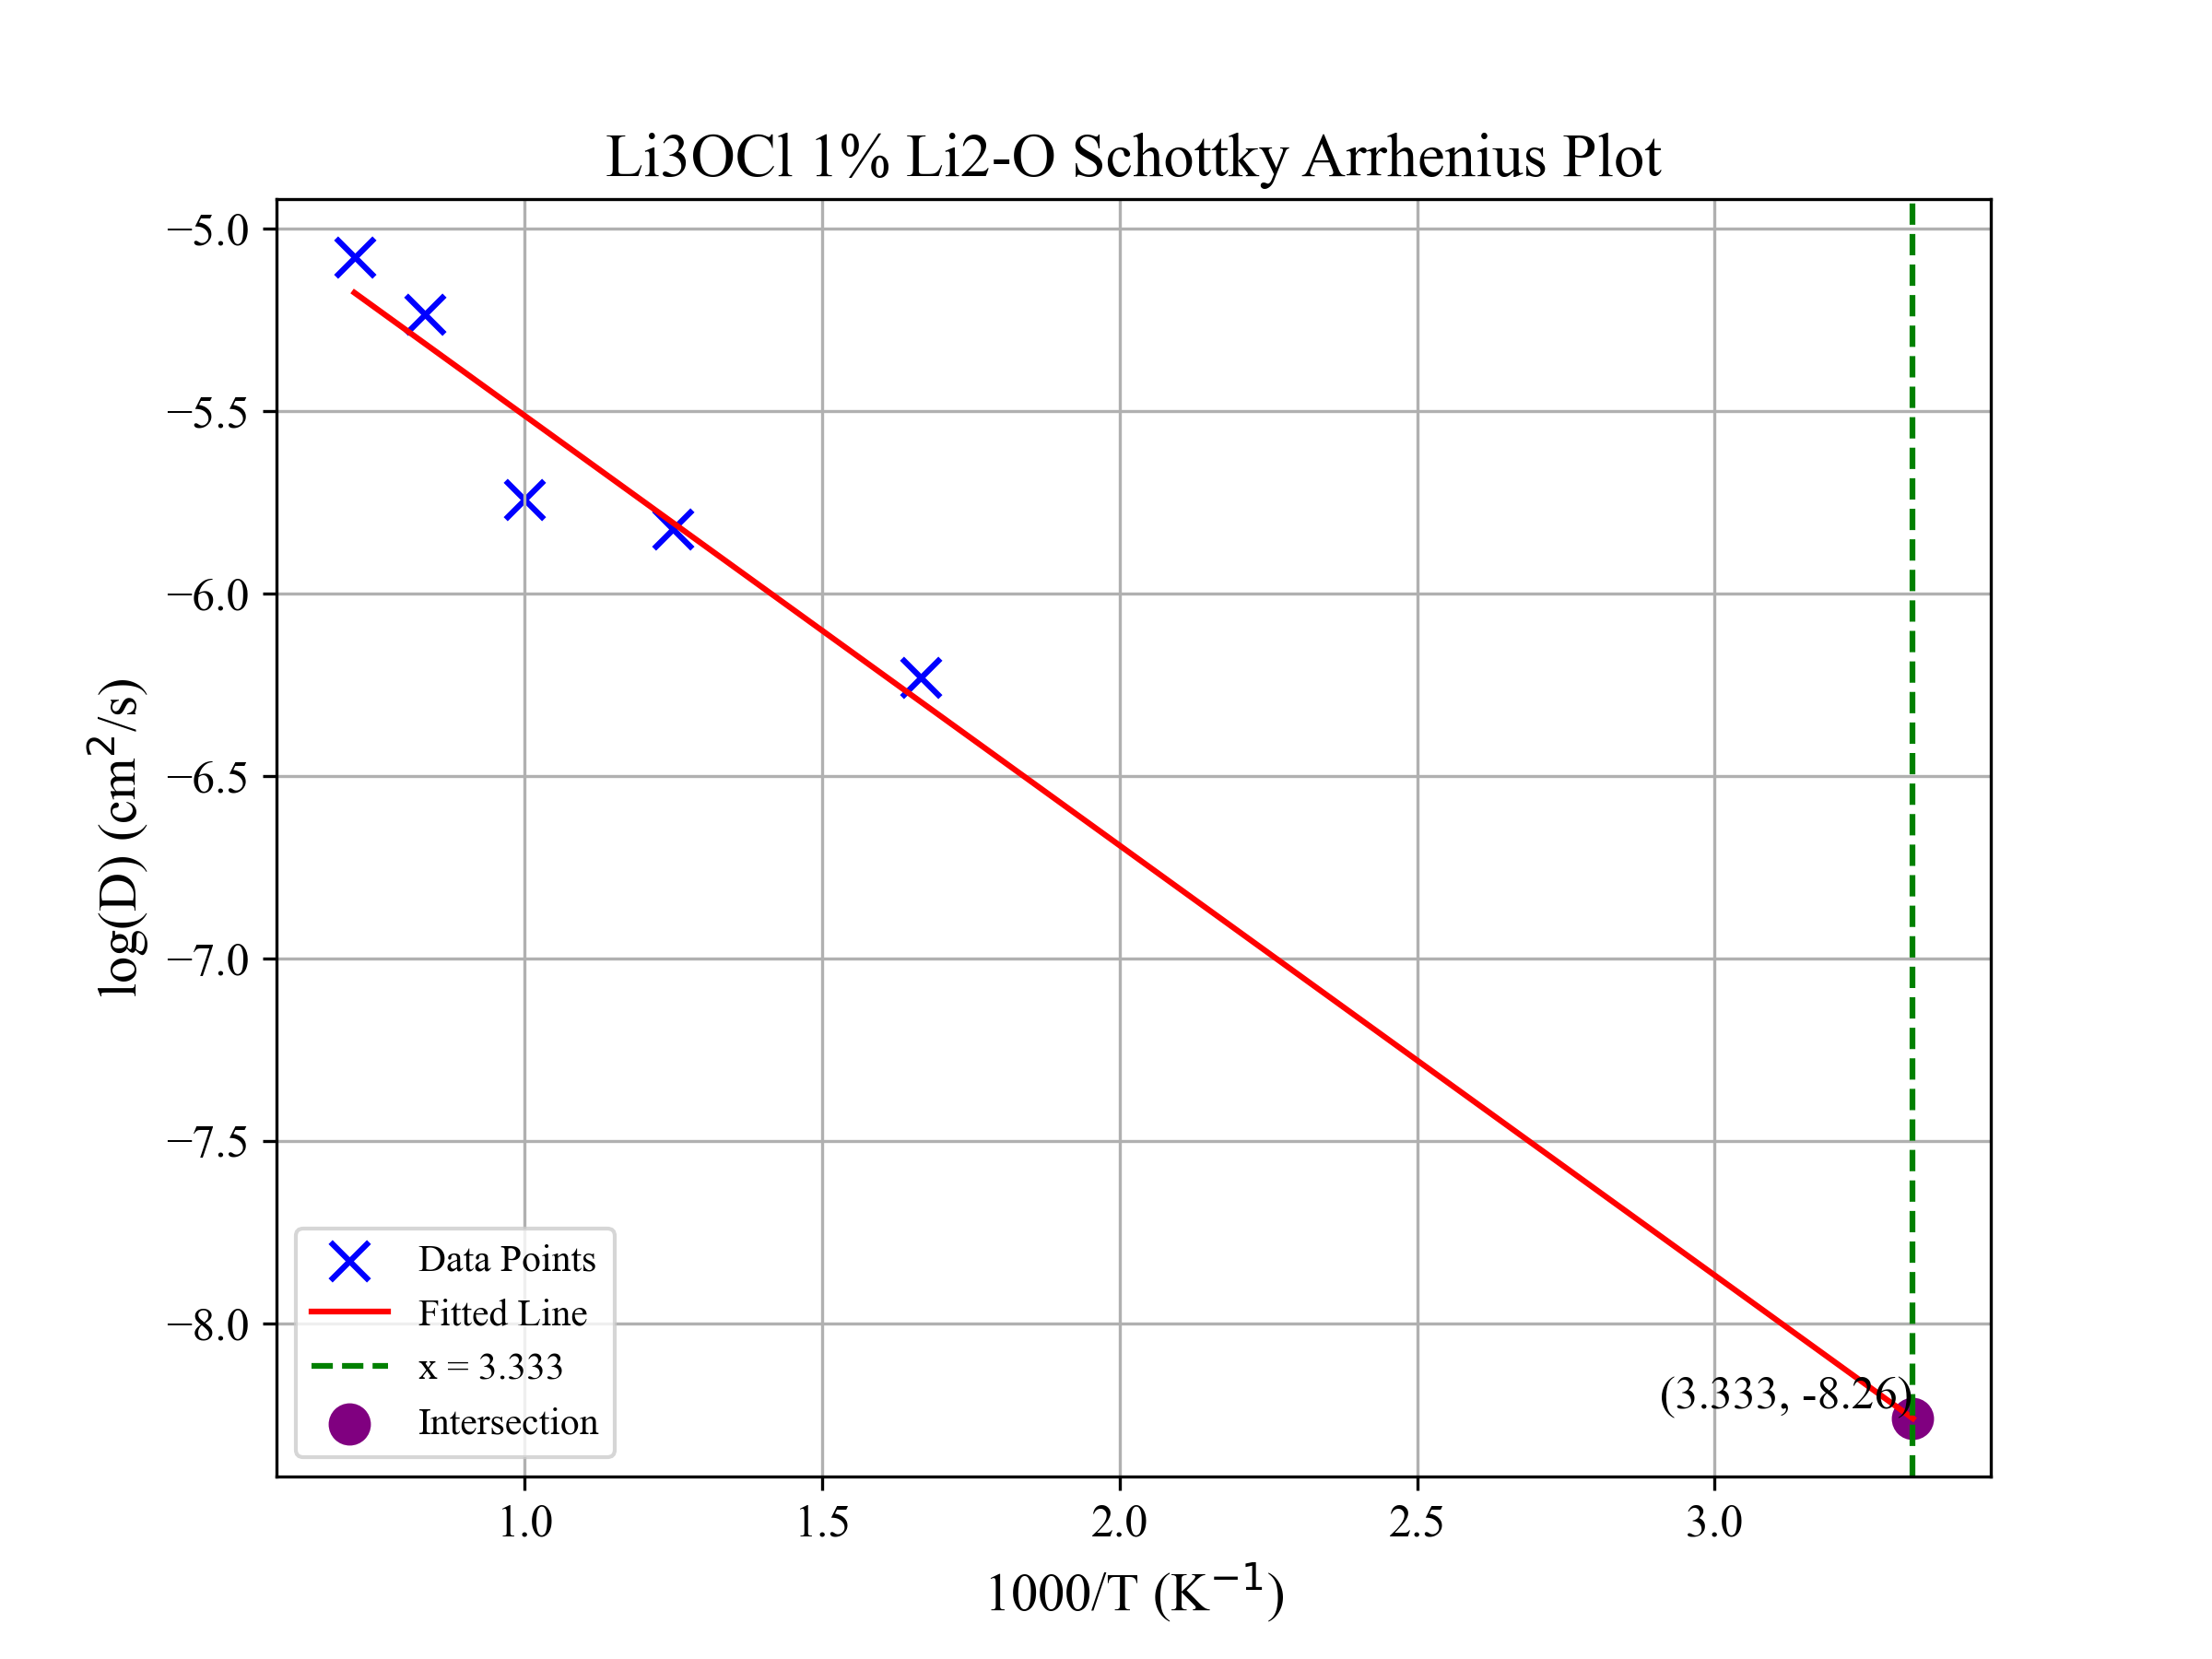 Li3OCl 1% Li2-O Schottky Arrhenius Plot
log(D) (cm²/s)
−5.0
−5.5
−6.0
−6.5
−7.0
−7.5
−8.0
(3.333, -8.26)
Data Points
Fitted Line
x = 3.333
Intersection
1.0 1.5 2.0 2.5 3.0
1000/T (K⁻¹)